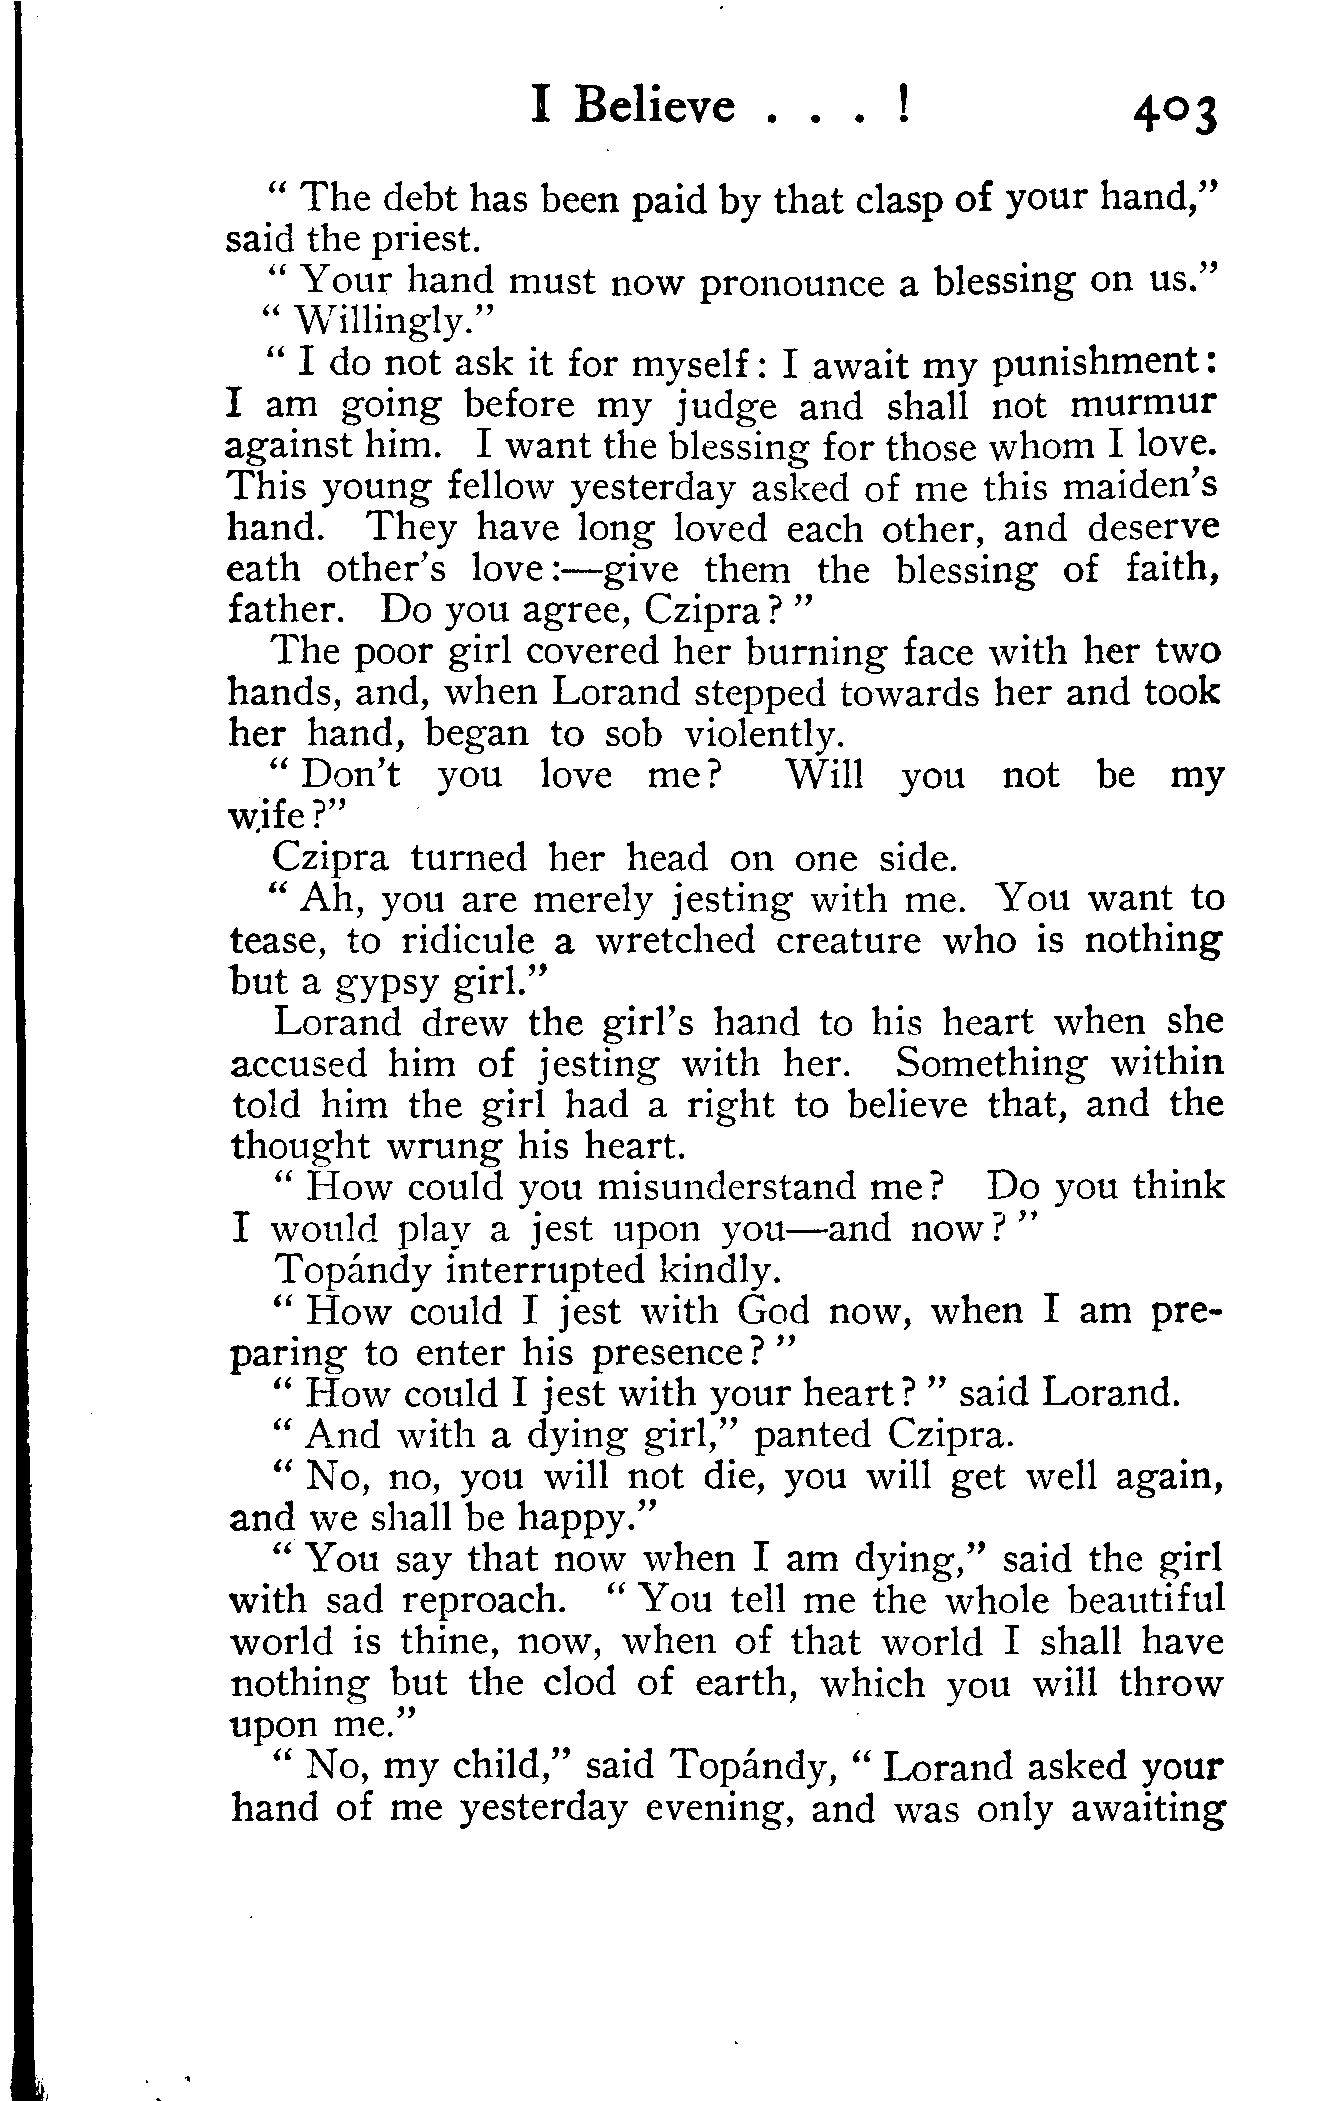 I Believe . . . ! 403
" The debt has been paid by that clasp of your hand,"
said the priest.
" Your hand must now pronounce a blessing on us."
" Willingly."
" I do not ask it for myself: I await my punishment:
I am going before my judge and shall not murmur
against him. I want the blessing for those whom I love.
This young fellow yesterday asked of me this maiden's
hand. They have long loved each other, and deserve
eath other's love:—give them the blessing of faith,
father. Do you agree, Czipra? "
The poor girl covered her burning face with her two
hands, and, when Lorand stepped towards her and took
her hand, began to sob violently.
" Don't you love me? Will you not be my
wife?"
Czipra turned her head on one side.
" Ah, you are merely jesting with me. You want to
tease, to ridicule a wretched creature who is nothing
but a gypsy girl."
Lorand drew the girl's hand to his heart when she
accused him of jesting with her. Something within
told him the girl had a right to believe that, and the
thought wrung his heart.
" How could you misunderstand me? Do you think
I would play a jest upon you—and now? "
Topándy interrupted kindly.
" How could I jest with God now, when I am pre-
paring to enter his presence? "
" How could I jest with your heart? " said Lorand.
" And with a dying girl," panted Czipra.
" No, no, you will not die, you will get well again,
and we shall be happy."
" You say that now when I am dying," said the girl
with sad reproach. " You tell me the whole beautiful
world is thine, now, when of that world I shall have
nothing but the clod of earth, which you will throw
upon me."
" No, my child," said Topándy, " Lorand asked your
hand of me yesterday evening, and was only awaiting